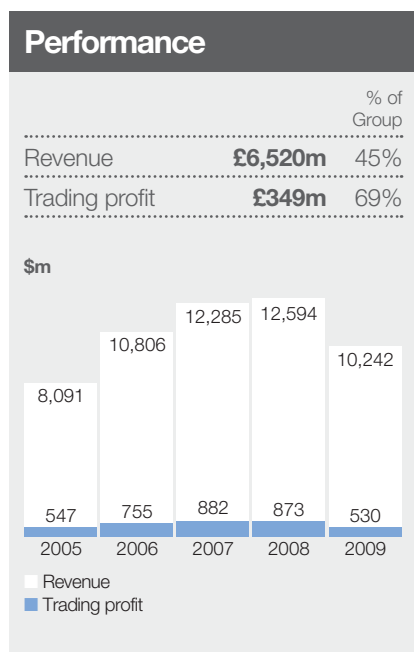 Performance
% of
Group
Revenue £6,520m 45%
Trading profit £349m 69%
$m
12,285 12,594
10,806
10,242
8,091
547 755 882 873 530
2005 2006 2007 2008 2009
Revenue
Trading profit